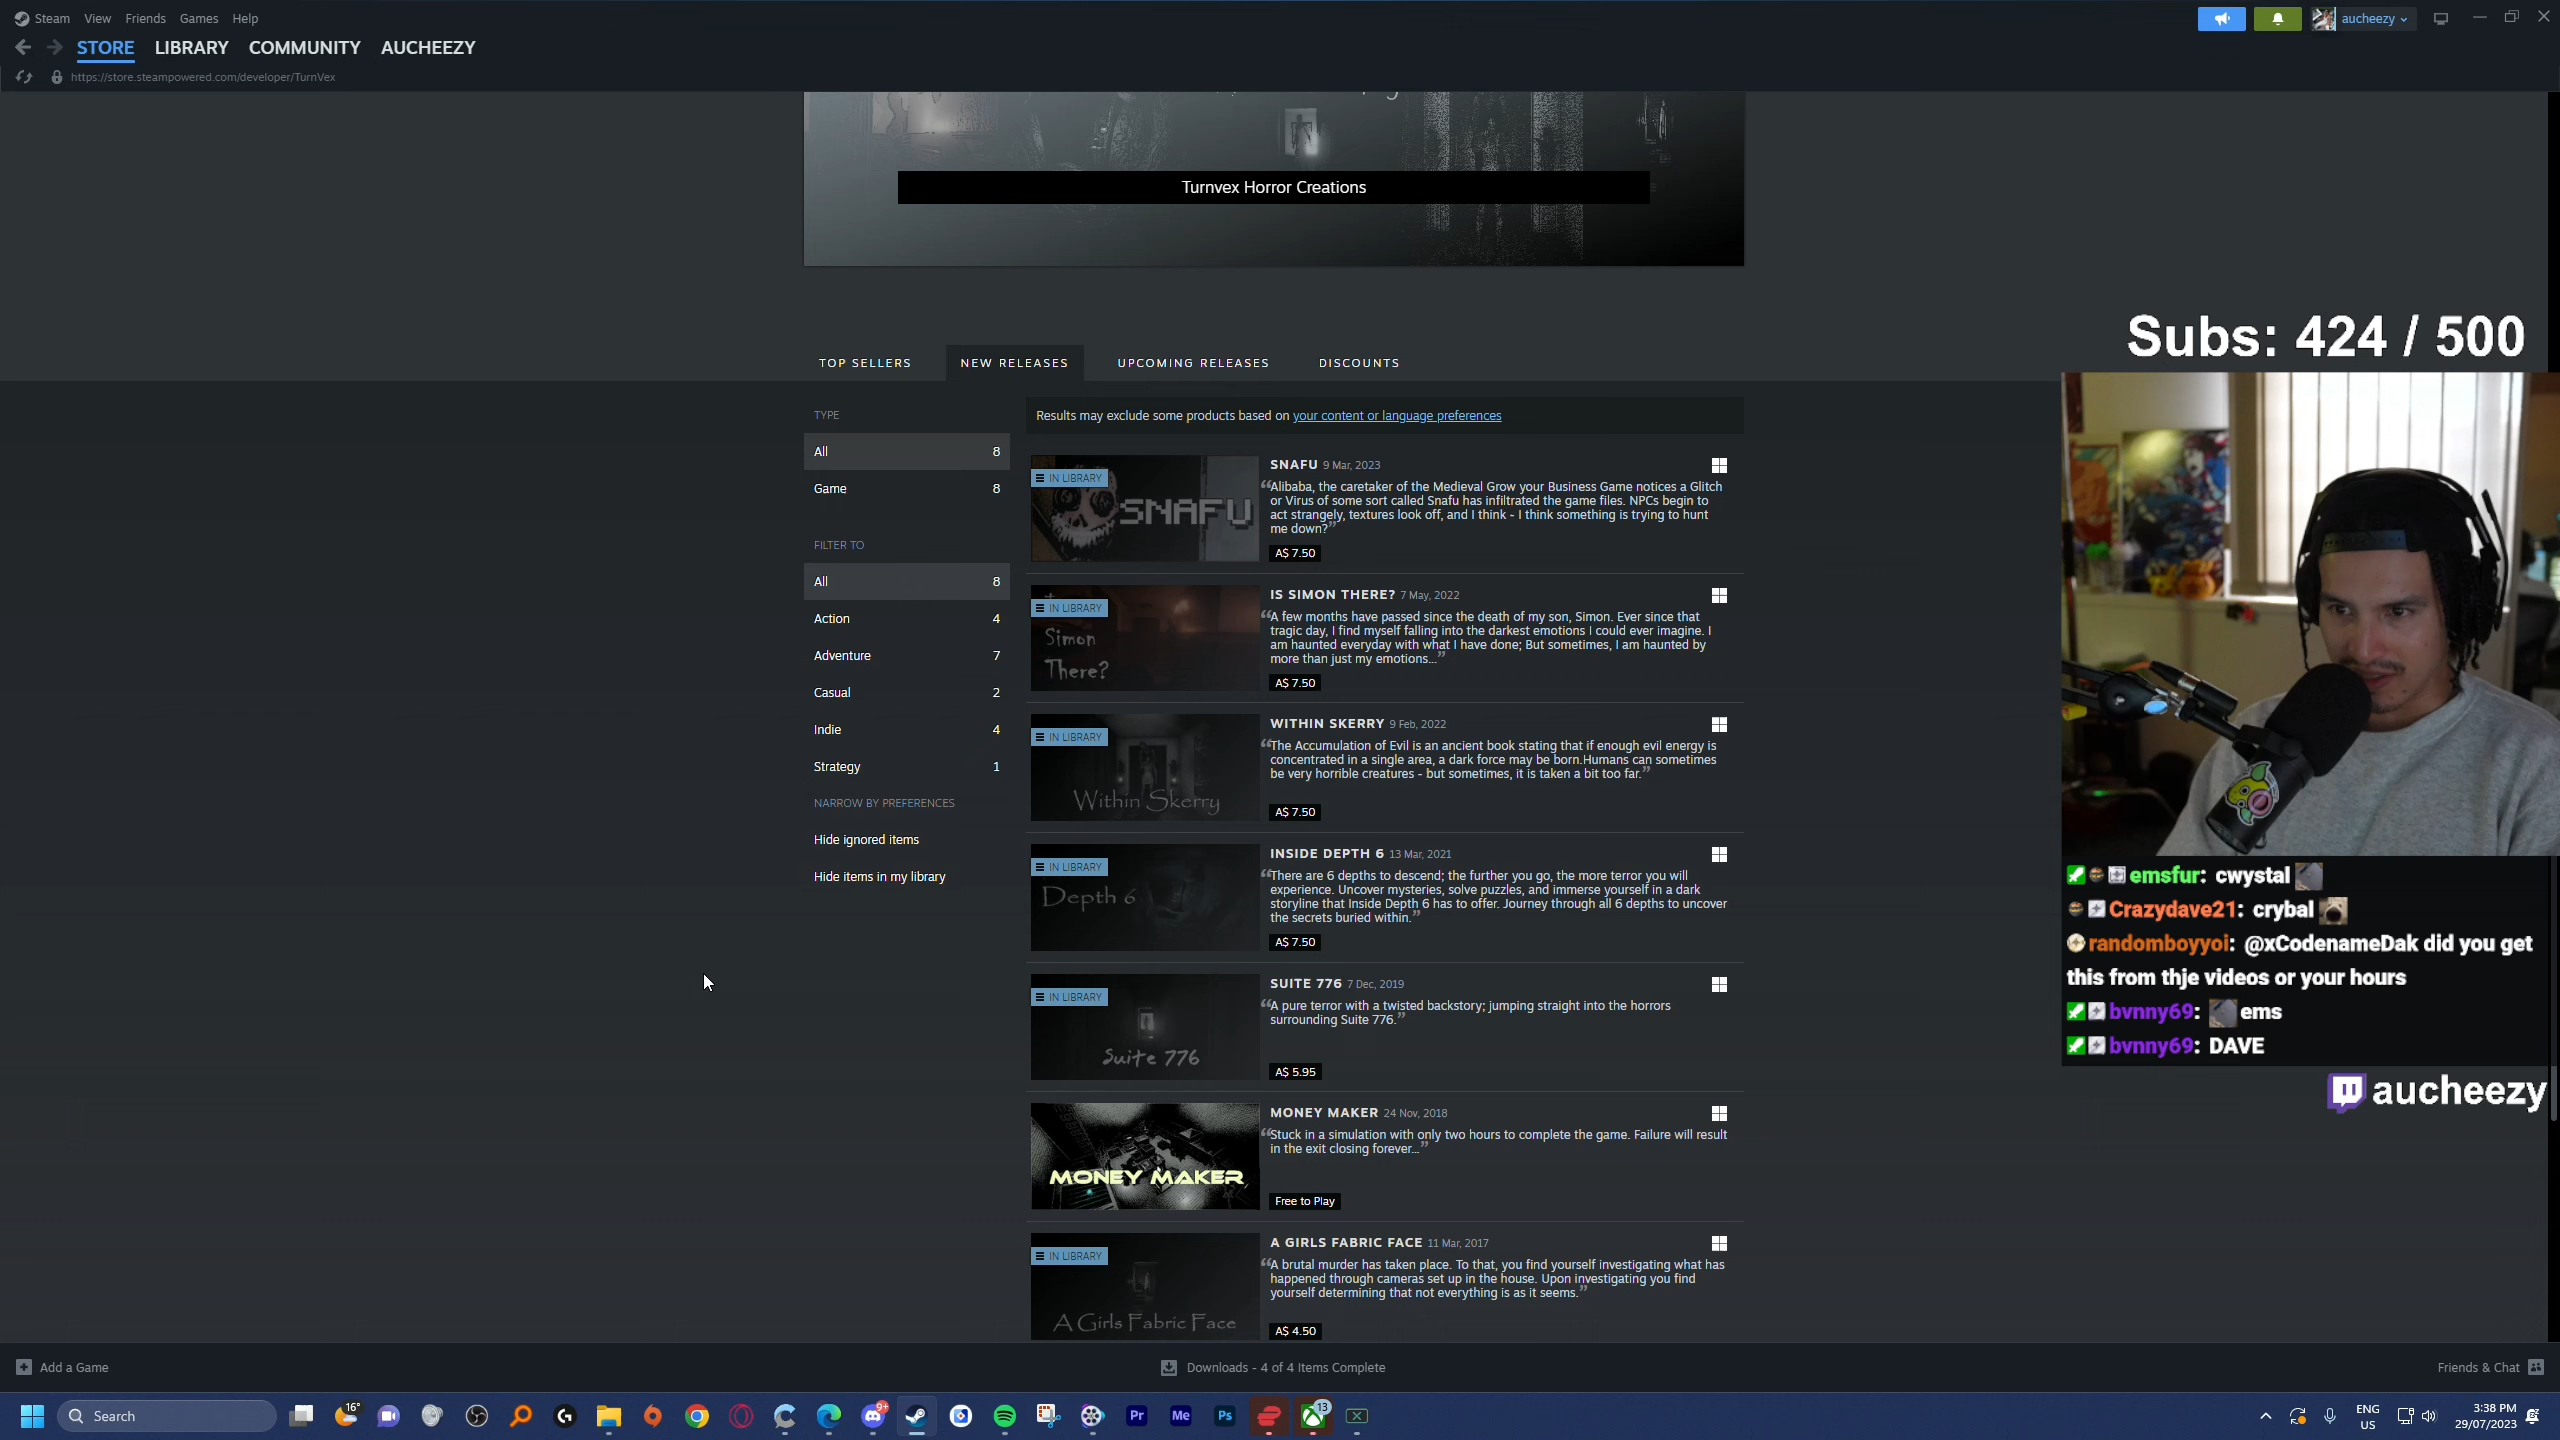 Steam View Friends Games Help
aucheezy
STORE LIBRARY COMMUNITY AUCHEEZY
https://store.steampowered.com/developer/TurnVex
Turnvex Horror Creations
Subs: 424 / 500
TOP SELLERS NEW RELEASES UPCOMING RELEASES DISCOUNTS
TYPE
All 8
Game 8
FILTER TO
All 8
Action 4
Adventure 7
Casual 2
Indie 4
Strategy 1
NARROW BY PREFERENCES
Hide ignored items
Hide items in my library
Results may exclude some products based on your content or language preferences
IN LIBRARY
SNAFU
SNAFU 9 Mar, 2023
“Alibaba, the caretaker of the Medieval Grow your Business Game notices a Glitch
or Virus of some sort called Snafu has infiltrated the game files. NPCs begin to
act strangely, textures look off, and I think - I think something is trying to hunt
me down?”
A$ 7.50
IN LIBRARY
Simon
There?
IS SIMON THERE? 7 May, 2022
“A few months have passed since the death of my son, Simon. Ever since that
tragic day, I find myself falling into the darkest emotions I could ever imagine. I
am haunted everyday with what I have done; But sometimes, I am haunted by
more than just my emotions...”
A$ 7.50
IN LIBRARY
Within Skerry
WITHIN SKERRY 9 Feb, 2022
“The Accumulation of Evil is an ancient book stating that if enough evil energy is
concentrated in a single area, a dark force may be born.Humans can sometimes
be very horrible creatures - but sometimes, it is taken a bit too far.”
A$ 7.50
IN LIBRARY
Depth 6
INSIDE DEPTH 6 13 Mar, 2021
“There are 6 depths to descend; the further you go, the more terror you will
experience. Uncover mysteries, solve puzzles, and immerse yourself in a dark
storyline that Inside Depth 6 has to offer. Journey through all 6 depths to uncover
the secrets buried within.”
A$ 7.50
IN LIBRARY
Suite 776
SUITE 776 7 Dec, 2019
“A pure terror with a twisted backstory; jumping straight into the horrors
surrounding Suite 776.”
A$ 5.95
MONEY MAKER
MONEY MAKER 24 Nov, 2018
“Stuck in a simulation with only two hours to complete the game. Failure will result
in the exit closing forever...”
Free to Play
IN LIBRARY
A Girls Fabric Face
A GIRLS FABRIC FACE 11 Mar, 2017
“A brutal murder has taken place. To that, you find yourself investigating what has
happened through cameras set up in the house. Upon investigating you find
yourself determining that not everything is as it seems.”
A$ 4.50
emsfur: cwystal
Crazydave21: crybal
randomboyyoi: @xCodenameDak did you get
this from thje videos or your hours
bvnny69: ems
bvnny69: DAVE
aucheezy
Add a Game
Downloads - 4 of 4 Items Complete
Friends & Chat
Search
16°
9+
Pr
Me
Ps
13
ENG
US
3:38 PM
29/07/2023